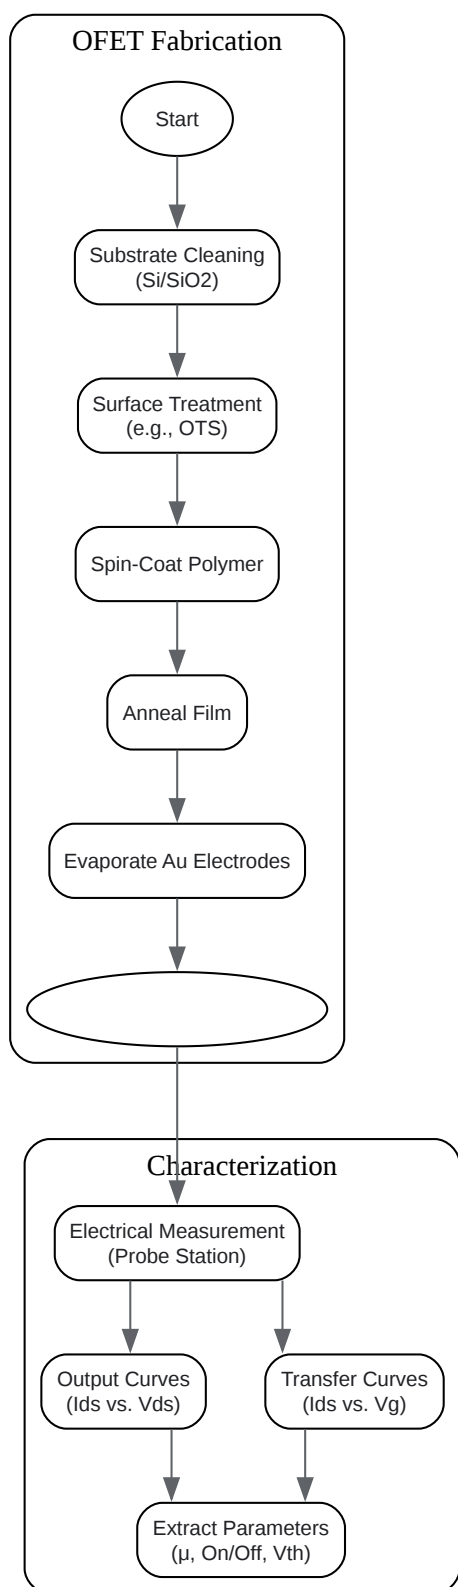 OFET Fabrication
Start
Substrate Cleaning
(Si/SiO2)
Surface Treatment
(e.g., OTS)
Spin-Coat Polymer
Anneal Film
Evaporate Au Electrodes
Characterization
Electrical Measurement
(Probe Station)
Output Curves
(Ids vs. Vds)
Transfer Curves
(Ids vs. Vg)
Extract Parameters
(μ, On/Off, Vth)